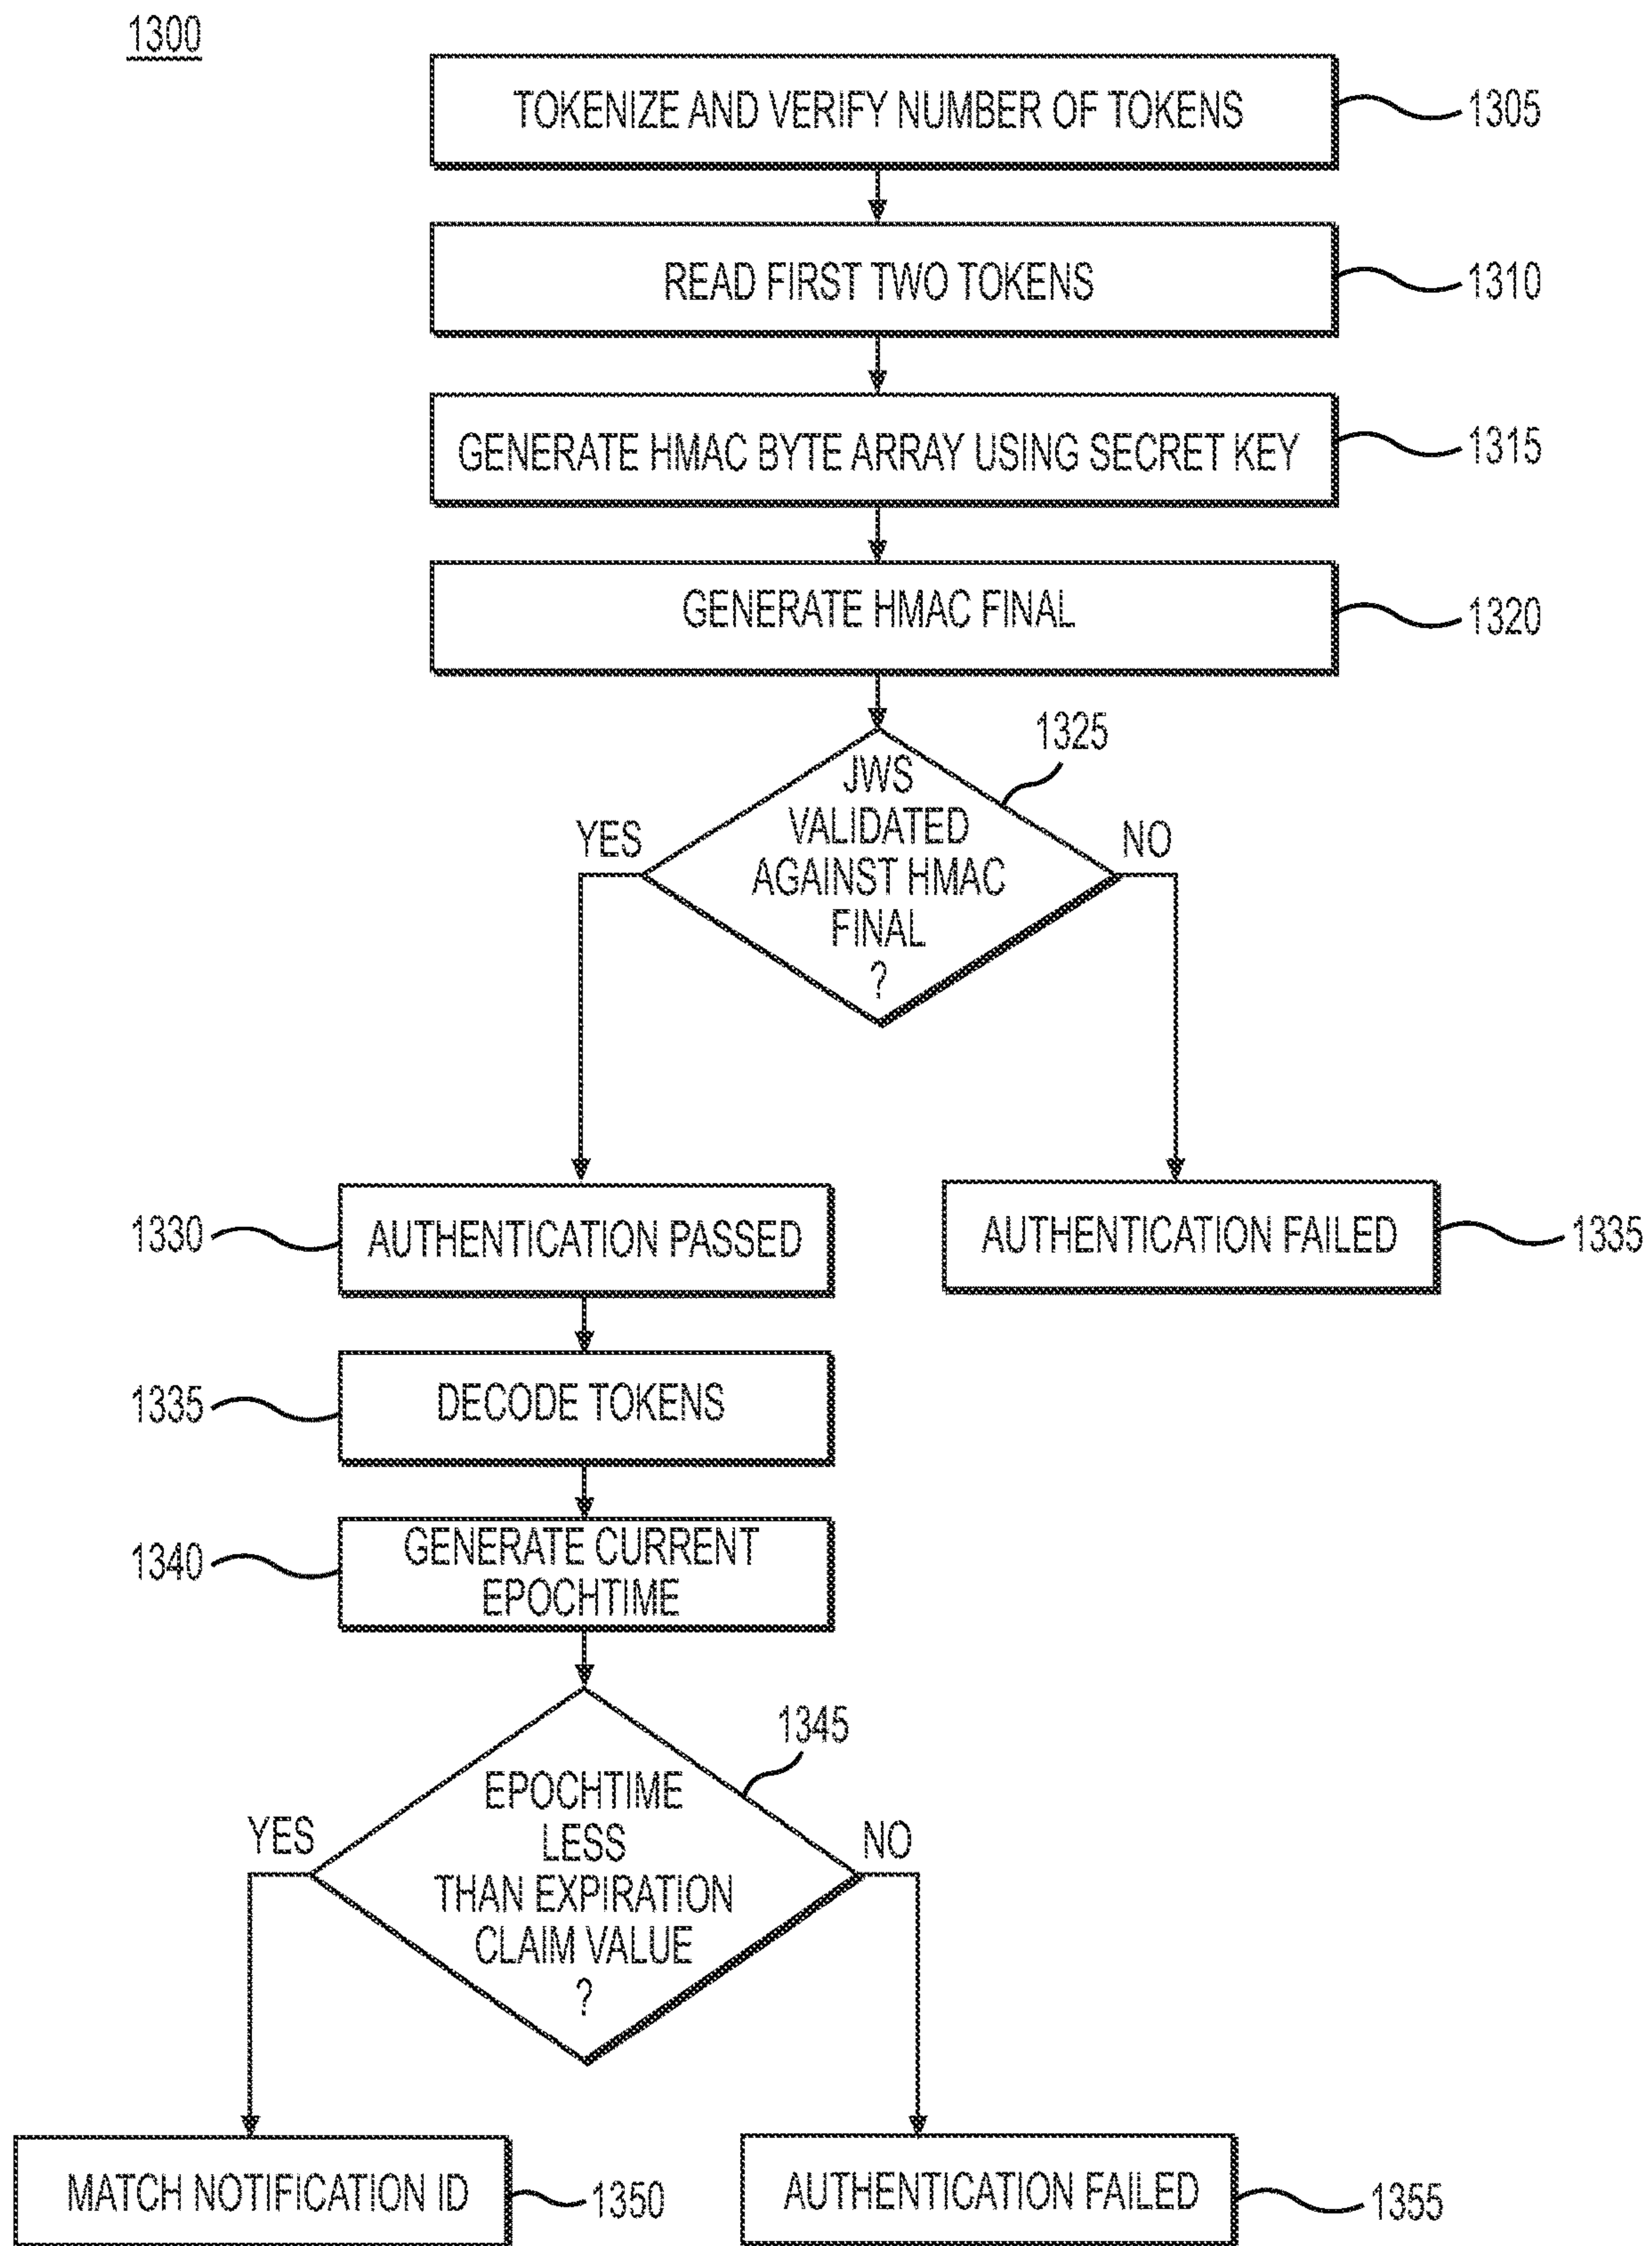 1300
TOKENIZE AND VERIFY NUMBER OF TOKENS
1305
READ FIRST TWO TOKENS
1310
GENERATE HMAC BYTE ARRAY USING SECRET KEY
1315
GENERATE HMAC FINAL
1320
1325
JWS
VALIDATED
AGAINST HMAC
FINAL
?
YES
NO
1330
AUTHENTICATION PASSED
AUTHENTICATION FAILED
1335
1335
DECODE TOKENS
1340
GENERATE CURRENT
EPOCHTIME
1345
EPOCHTIME
LESS
THAN EXPIRATION
CLAIM VALUE
?
YES
NO
MATCH NOTIFICATION ID
1350
AUTHENTICATION FAILED
1355